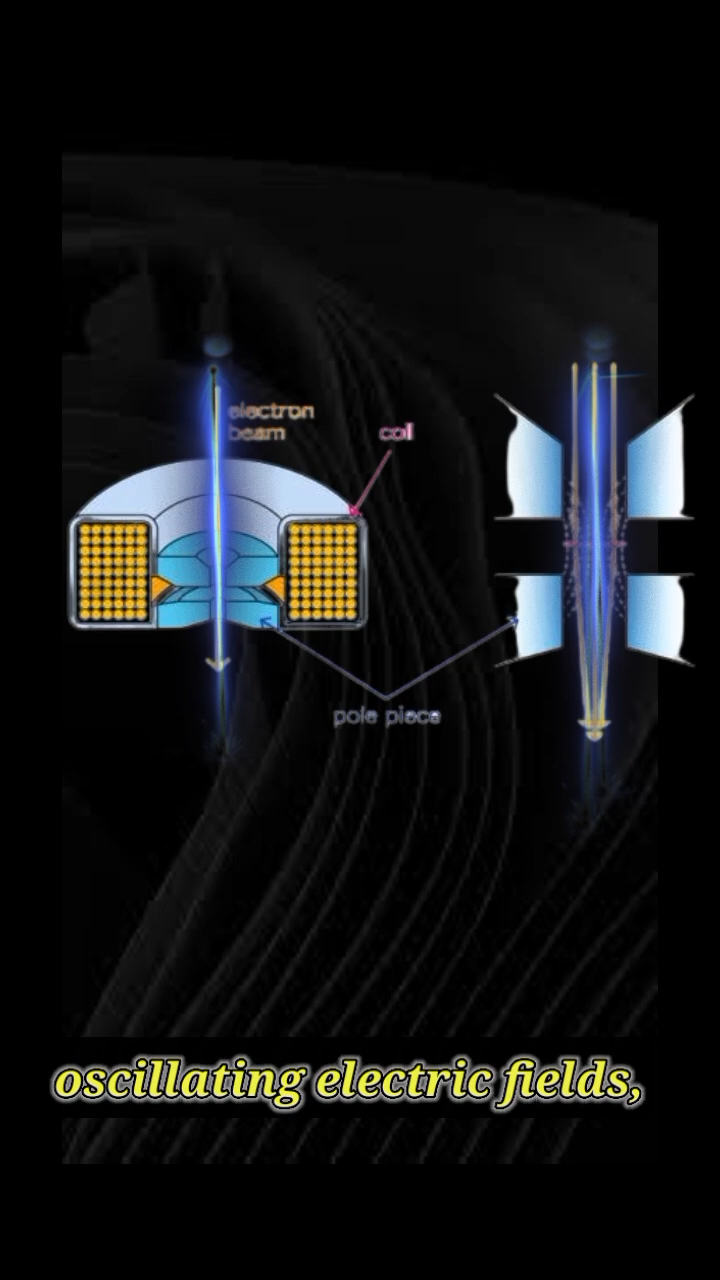 electron
beam
coil
pole piece
oscillating electric fields,